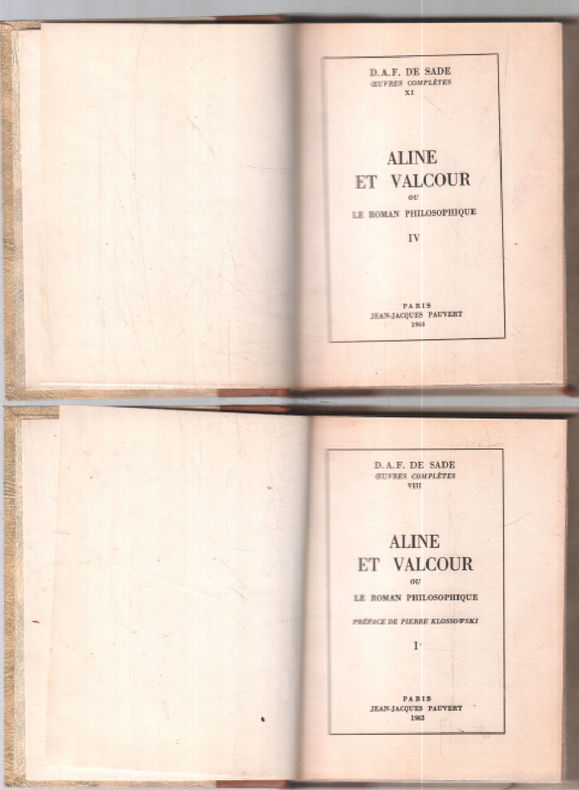 D.A.F. DE SADE
ŒUVRES COMPLÈTES
XI
ALINE
ET VALCOUR
OU
LE ROMAN PHILOSOPHIQUE
IV
PARIS
JEAN-JACQUES PAUVERT
1963
D.A.F. DE SADE
ŒUVRES COMPLÈTES
VIII
ALINE
ET VALCOUR
OU
LE ROMAN PHILOSOPHIQUE
PRÉFACE DE PIERRE KLOSSOWSKI
I
PARIS
JEAN-JACQUES PAUVERT
1963